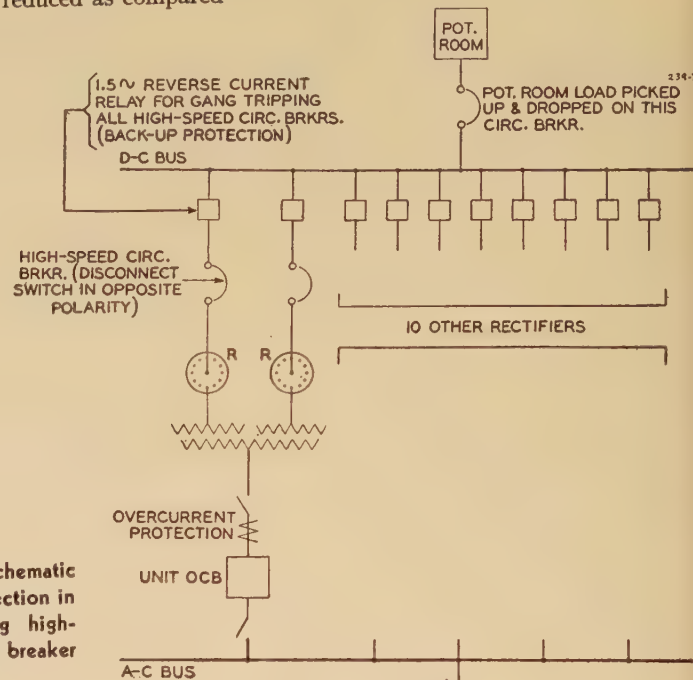 reduced as compared
POT.
ROOM
POT. ROOM LOAD PICKED
UP & DROPPED ON THIS
CIRC. BRKR.
1.5~ REVERSE CURRENT
RELAY FOR GANG TRIPPING
ALL HIGH-SPEED CIRC. BRKRS.
(BACK-UP PROTECTION)
D-C BUS
HIGH-SPEED CIRC.
BRKR. (DISCONNECT
SWITCH IN OPPOSITE
POLARITY)
10 OTHER RECTIFIERS
R R
OVERCURRENT
PROTECTION
UNIT OCB
chematic
ection in
g high-
breaker
A-C BUS